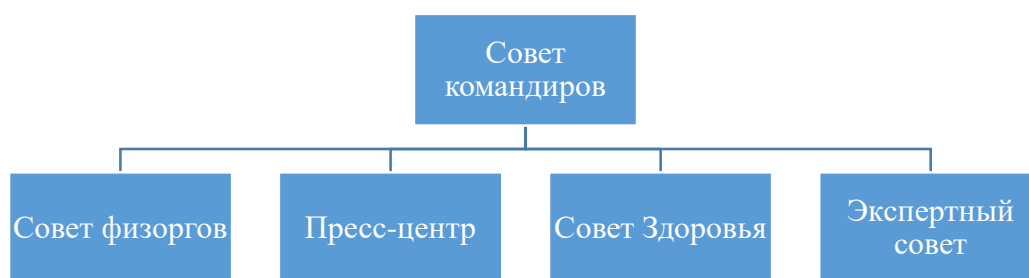 Совет
командиров
Совет физоргов
Пресс-центр
Совет Здоровья
Экспертный
совет